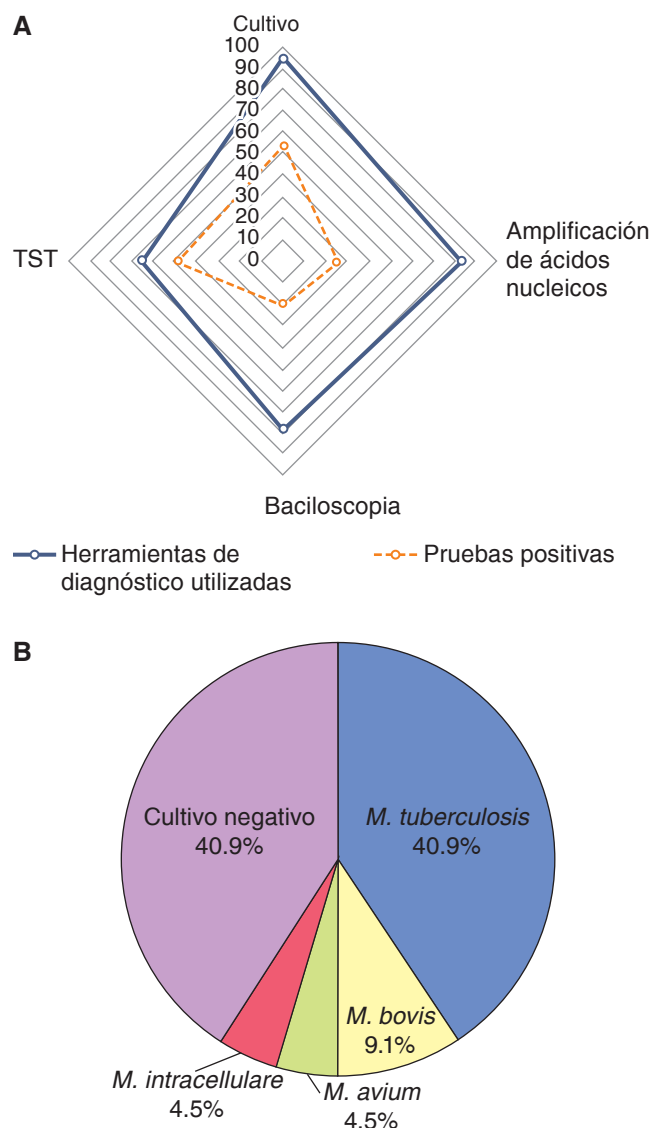 A
Cultivo
100
90
80
70
60
50
40
30
20
10
0
TST
Amplificación
de ácidos
nucleicos
Baciloscopia
Herramientas de
diagnóstico utilizadas
Pruebas positivas
B
Cultivo negativo
40.9%
M. tuberculosis
40.9%
M. bovis
9.1%
M. intracellulare
4.5%
M. avium
4.5%